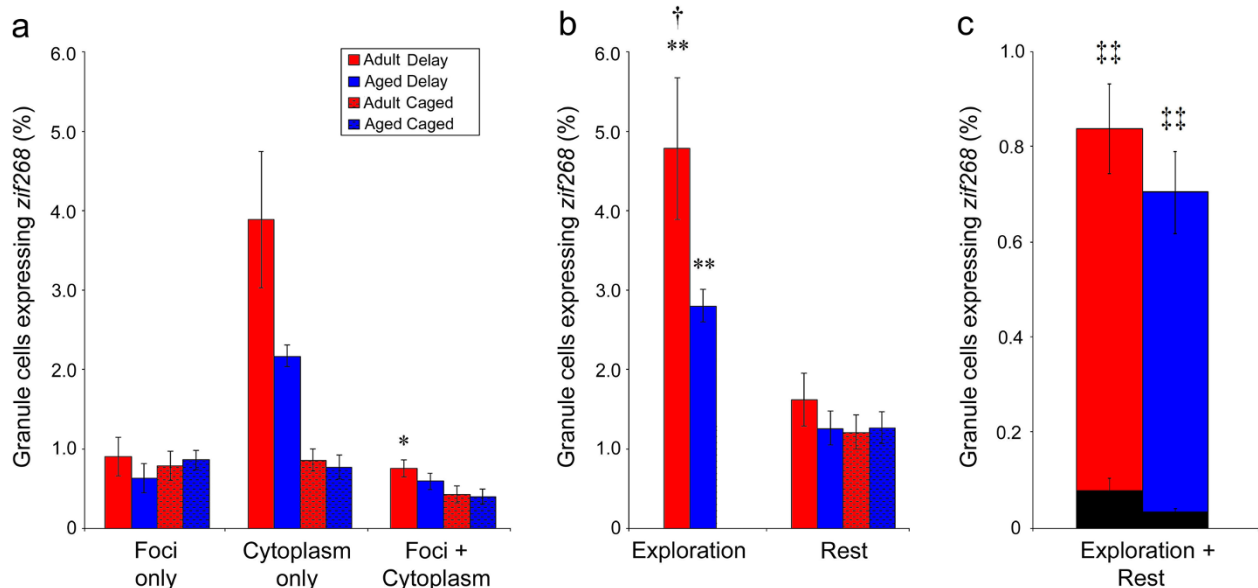 a
Granule cells expressing zif268 (%)
6.0
5.0
4.0
3.0
2.0
1.0
0
Adult Delay
Aged Delay
Adult Caged
Aged Caged
*
Foci
only
Cytoplasm
only
Foci +
Cytoplasm
b
Granule cells expressing zif268 (%)
6.0
5.0
4.0
3.0
2.0
1.0
0
†
**
**
Exploration
Rest
c
Granule cells expressing zif268 (%)
1.0
0.8
0.6
0.4
0.2
0
‡‡
‡‡
Exploration +
Rest